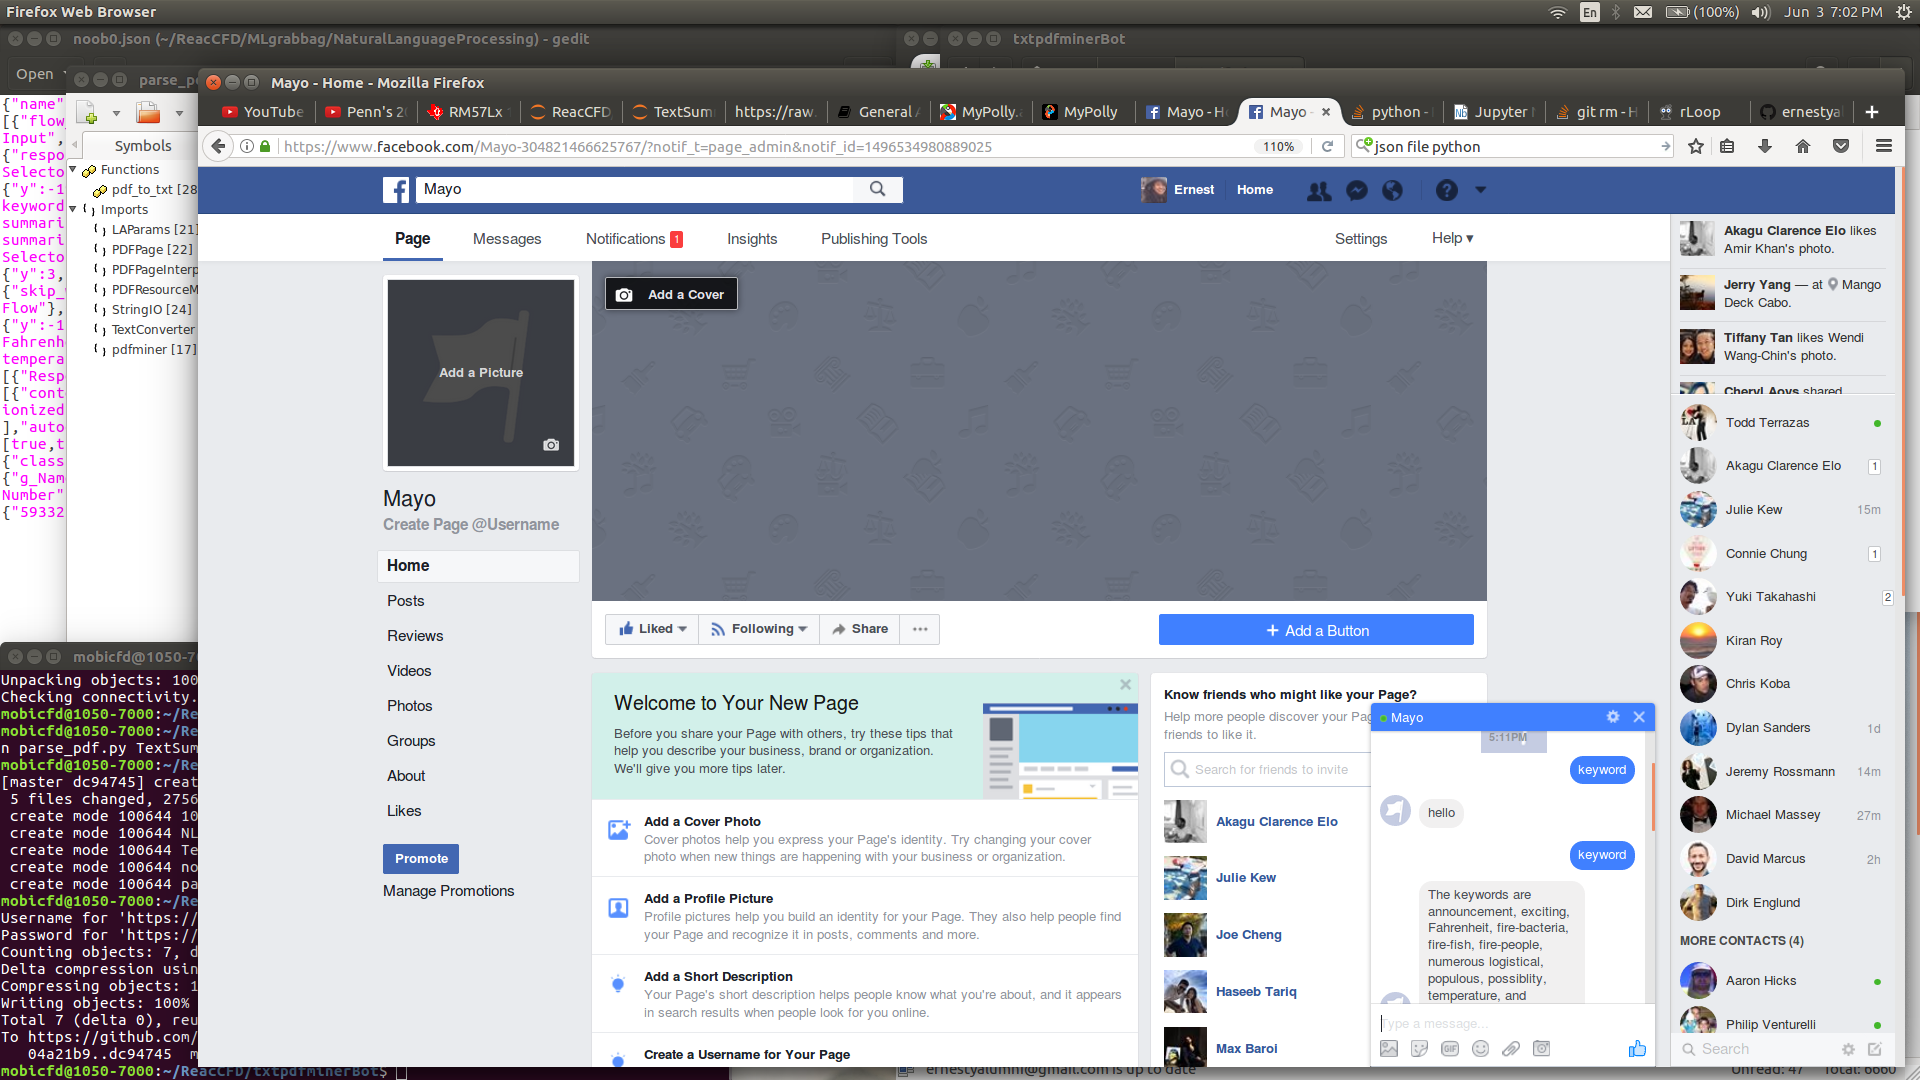 Firefox Web Browser
En
(100%)
Jun 3 7:02 PM
noob0.json (~/ReacCFD/MLgrabbag/NaturalLanguageProcessing) - gedit
txtpdfminerBot
Open
parse_p
Mayo - Home - Mozilla Firefox
YouTube
Penn's 2
RM57Lx
ReacCFD
TextSum
https://raw.
General
MyPolly.
MyPolly
Mayo - H
Mayo -
python -
Jupyter
git rm - H
rLoop
ernestya
https://www.facebook.com/Mayo-304821466625767/?notif_t=page_admin&notif_id=1496534980889025
110%
json file python
{"name"
[{"flow
Input",
{"respo
Selecto
{"y":-1
keyword
summari
summari
Selecto
{"y":3,
{"skip_
Flow"},
{"y":-1
Fahrenh
tempera
[{"Resp
[{"cont
ionized
],"auto
[true,t
{"class
{"g_Nam
Number"
{"59332
Symbols
Functions
pdf_to_txt [28
Imports
LAParams [21]
PDFPage [22]
PDFPageInterp
PDFResourceM
StringIO [24]
TextConverter
pdfminer [17]
Mayo
Ernest
Home
Page
Messages
Notifications 1
Insights
Publishing Tools
Settings
Help
Add a Cover
Add a Picture
Mayo
Create Page @Username
Home
Posts
Reviews
Videos
Photos
Groups
About
Likes
Promote
Manage Promotions
Liked
Following
Share
+ Add a Button
Welcome to Your New Page
Before you share your Page with others, try these tips that
help you describe your business, brand or organization.
We'll give you more tips later.
Add a Cover Photo
Cover photos help you express your Page's identity. Try changing your cover
photo when new things are happening with your business or organization.
Add a Profile Picture
Profile pictures help you build an identity for your Page. They also help people find
your Page and recognize it in posts, comments and more.
Add a Short Description
Your Page's short description helps people know what you're about, and it appears
in search results when people look for you online.
Create a Username for Your Page
Know friends who might like your Page?
Help more people discover your Pag
friends to like it.
Search for friends to invite
Akagu Clarence Elo
Julie Kew
Joe Cheng
Haseeb Tariq
Max Baroi
Mayo
5:11PM
keyword
hello
keyword
The keywords are
announcement, exciting,
Fahrenheit, fire-bacteria,
fire-fish, fire-people,
numerous logistical,
populous, possiblity,
temperature, and
Type a message...
GIF
Akagu Clarence Elo likes
Amir Khan's photo.
Jerry Yang — at Mango
Deck Cabo.
Tiffany Tan likes Wendi
Wang-Chin's photo.
Todd Terrazas
Akagu Clarence Elo 1
Julie Kew 15m
Connie Chung 1
Yuki Takahashi 2
Kiran Roy
Chris Koba
Dylan Sanders 1d
Jeremy Rossmann 14m
Michael Massey 27m
David Marcus 2h
Dirk Englund
MORE CONTACTS (4)
Aaron Hicks
Philip Venturelli
Search
mobicfd@1050-70
Unpacking objects: 100
Checking connectivity.
mobicfd@1050-7000:~/Re
mobicfd@1050-7000:~/Re
n parse_pdf.py TextSum
mobicfd@1050-7000:~/Re
[master dc94745] creat
5 files changed, 2756
create mode 100644 10
create mode 100644 NL
create mode 100644 Te
create mode 100644 no
create mode 100644 pa
mobicfd@1050-7000:~/Re
Username for 'https://
Password for 'https://
Counting objects: 7, d
Delta compression usin
Compressing objects: 1
Writing objects: 100%
Total 7 (delta 0), reu
To https://github.com/
04a21b9..dc94745 m
mobicfd@1050-7000:~/ReacCFD/txtpdfminerBot$
ernestyalumni@gmail.com is up to date
Unread: 47 Total: 6660